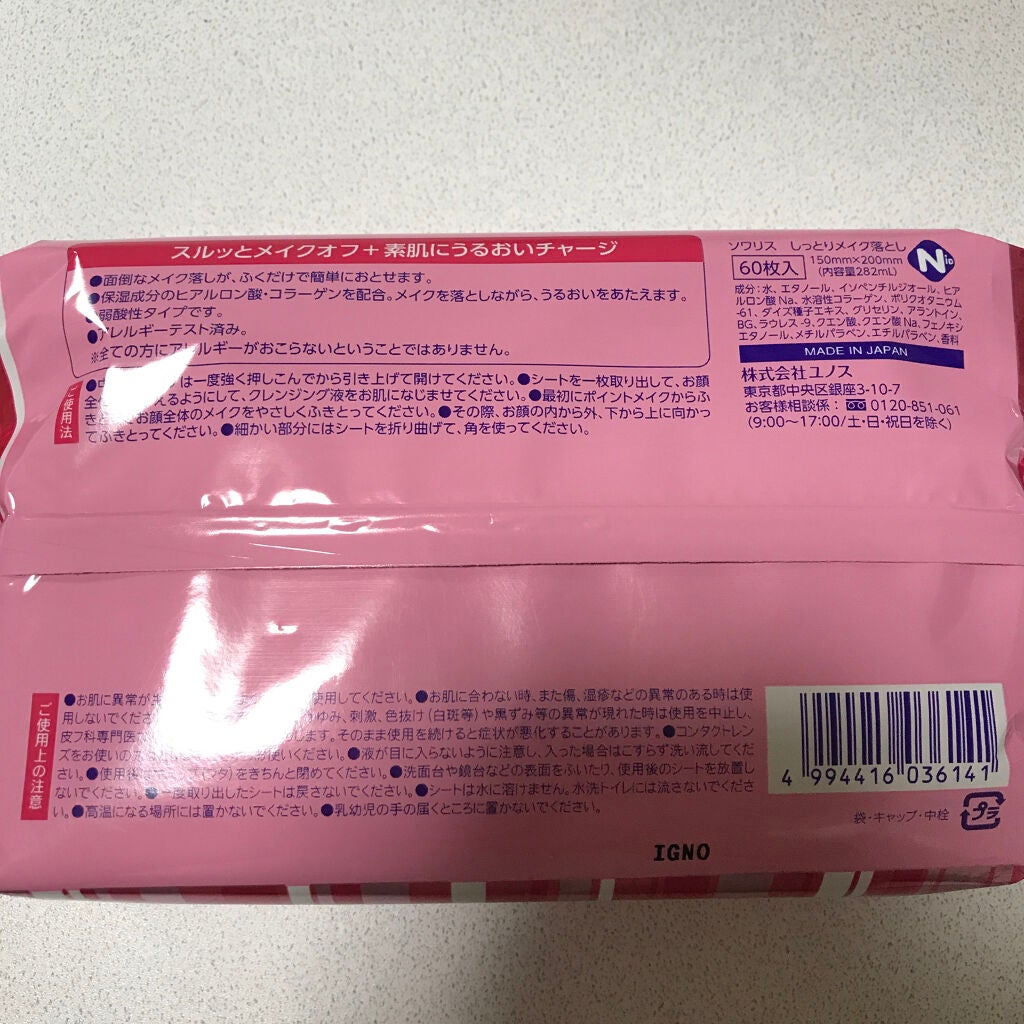 スルッとメイクオフ+素肌にうるおいチャージ
●面倒なメイク落しが、ふくだけで簡単におとせます。
●保湿成分のヒアルロン酸・コラーゲンを配合。メイクを落としながら、うるおいをあたえます。
●弱酸性タイプです。
●アレルギーテスト済み。
※全ての方にアレルギーがおこらないということではありません。
ご使用法
は一度強く押しこんでから引き上げて開けてください。●シートを一枚取り出して、お顔
えるようにして、クレンジング液をお肌になじませてください。●最初にポイントメイクからふ
お顔全体のメイクをやさしくふきとってください。●その際、お顔の内から外、下から上に向かっ
てふきとってください。●細かい部分にはシートを折り曲げて、角を使ってください。
ソワリス しっとりメイク落とし
Nio
60枚入
150mm×200mm
(内容量282mL)
成分:水、エタノール、イソペンチルジオール、ヒア
ルロン酸Na、水溶性コラーゲン、ポリクオタニウム
-61、ダイズ種子エキス、グリセリン、アラントイン、
BG、ラウレス-9、クエン酸、クエン酸Na、フェノキシ
エタノール、メチルパラベン、エチルパラベン、香料
MADE IN JAPAN
株式会社ユノス
東京都中央区銀座3-10-7
お客様相談係: 0120-851-061
(9:00〜17:00/土・日・祝日を除く)
ご使用上の注意
●お肌に異常が 使用してください。●お肌に合わない時、また傷、湿疹などの異常のある時は使
用しないでくだ ゆみ、刺激、色抜け(白斑等)や黒ずみ等の異常が現れた時は使用を中止し、
皮フ科専門医 します。そのまま使用を続けると症状が悪化することがあります。●コンタクトレン
ズをお使いの 使いください。●液が目に入らないように注意し、入った場合はこすらず洗い流してくだ
さい。●使用後は をきちんと閉めてください。●洗面台や鏡台などの表面をふいたり、使用後のシートを放置し
ないでください。●一度取り出したシートは戻さないでください。●シートは水に溶けません。水洗トイレには流さないでくださ
い。●高温になる場所には置かないでください。●乳幼児の手の届くところに置かないでください。
4 994416 036141
袋・キャップ・中栓
プラ
IGNO